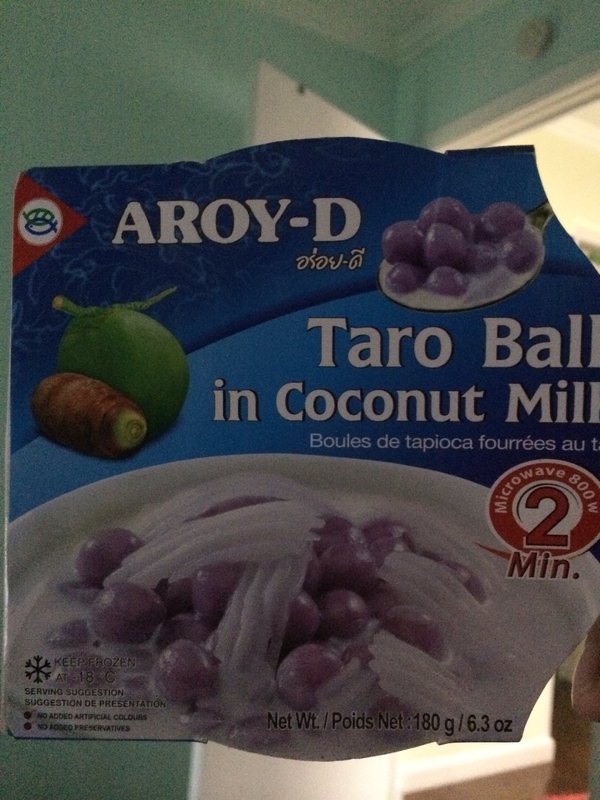 AROY-D
อร่อย-ดี
Taro Ball
in Coconut Milk
Boules de tapioca fourrées au
Microwave 800 W
2
Min.
KEEP FROZEN
AT -18°C
SERVING SUGGESTION
SUGGESTION DE PRESENTATION
NO ADDED ARTIFICIAL COLOURS
NO ADDED PRESERVATIVES
Net Wt. / Poids Net : 180 g / 6.3 oz